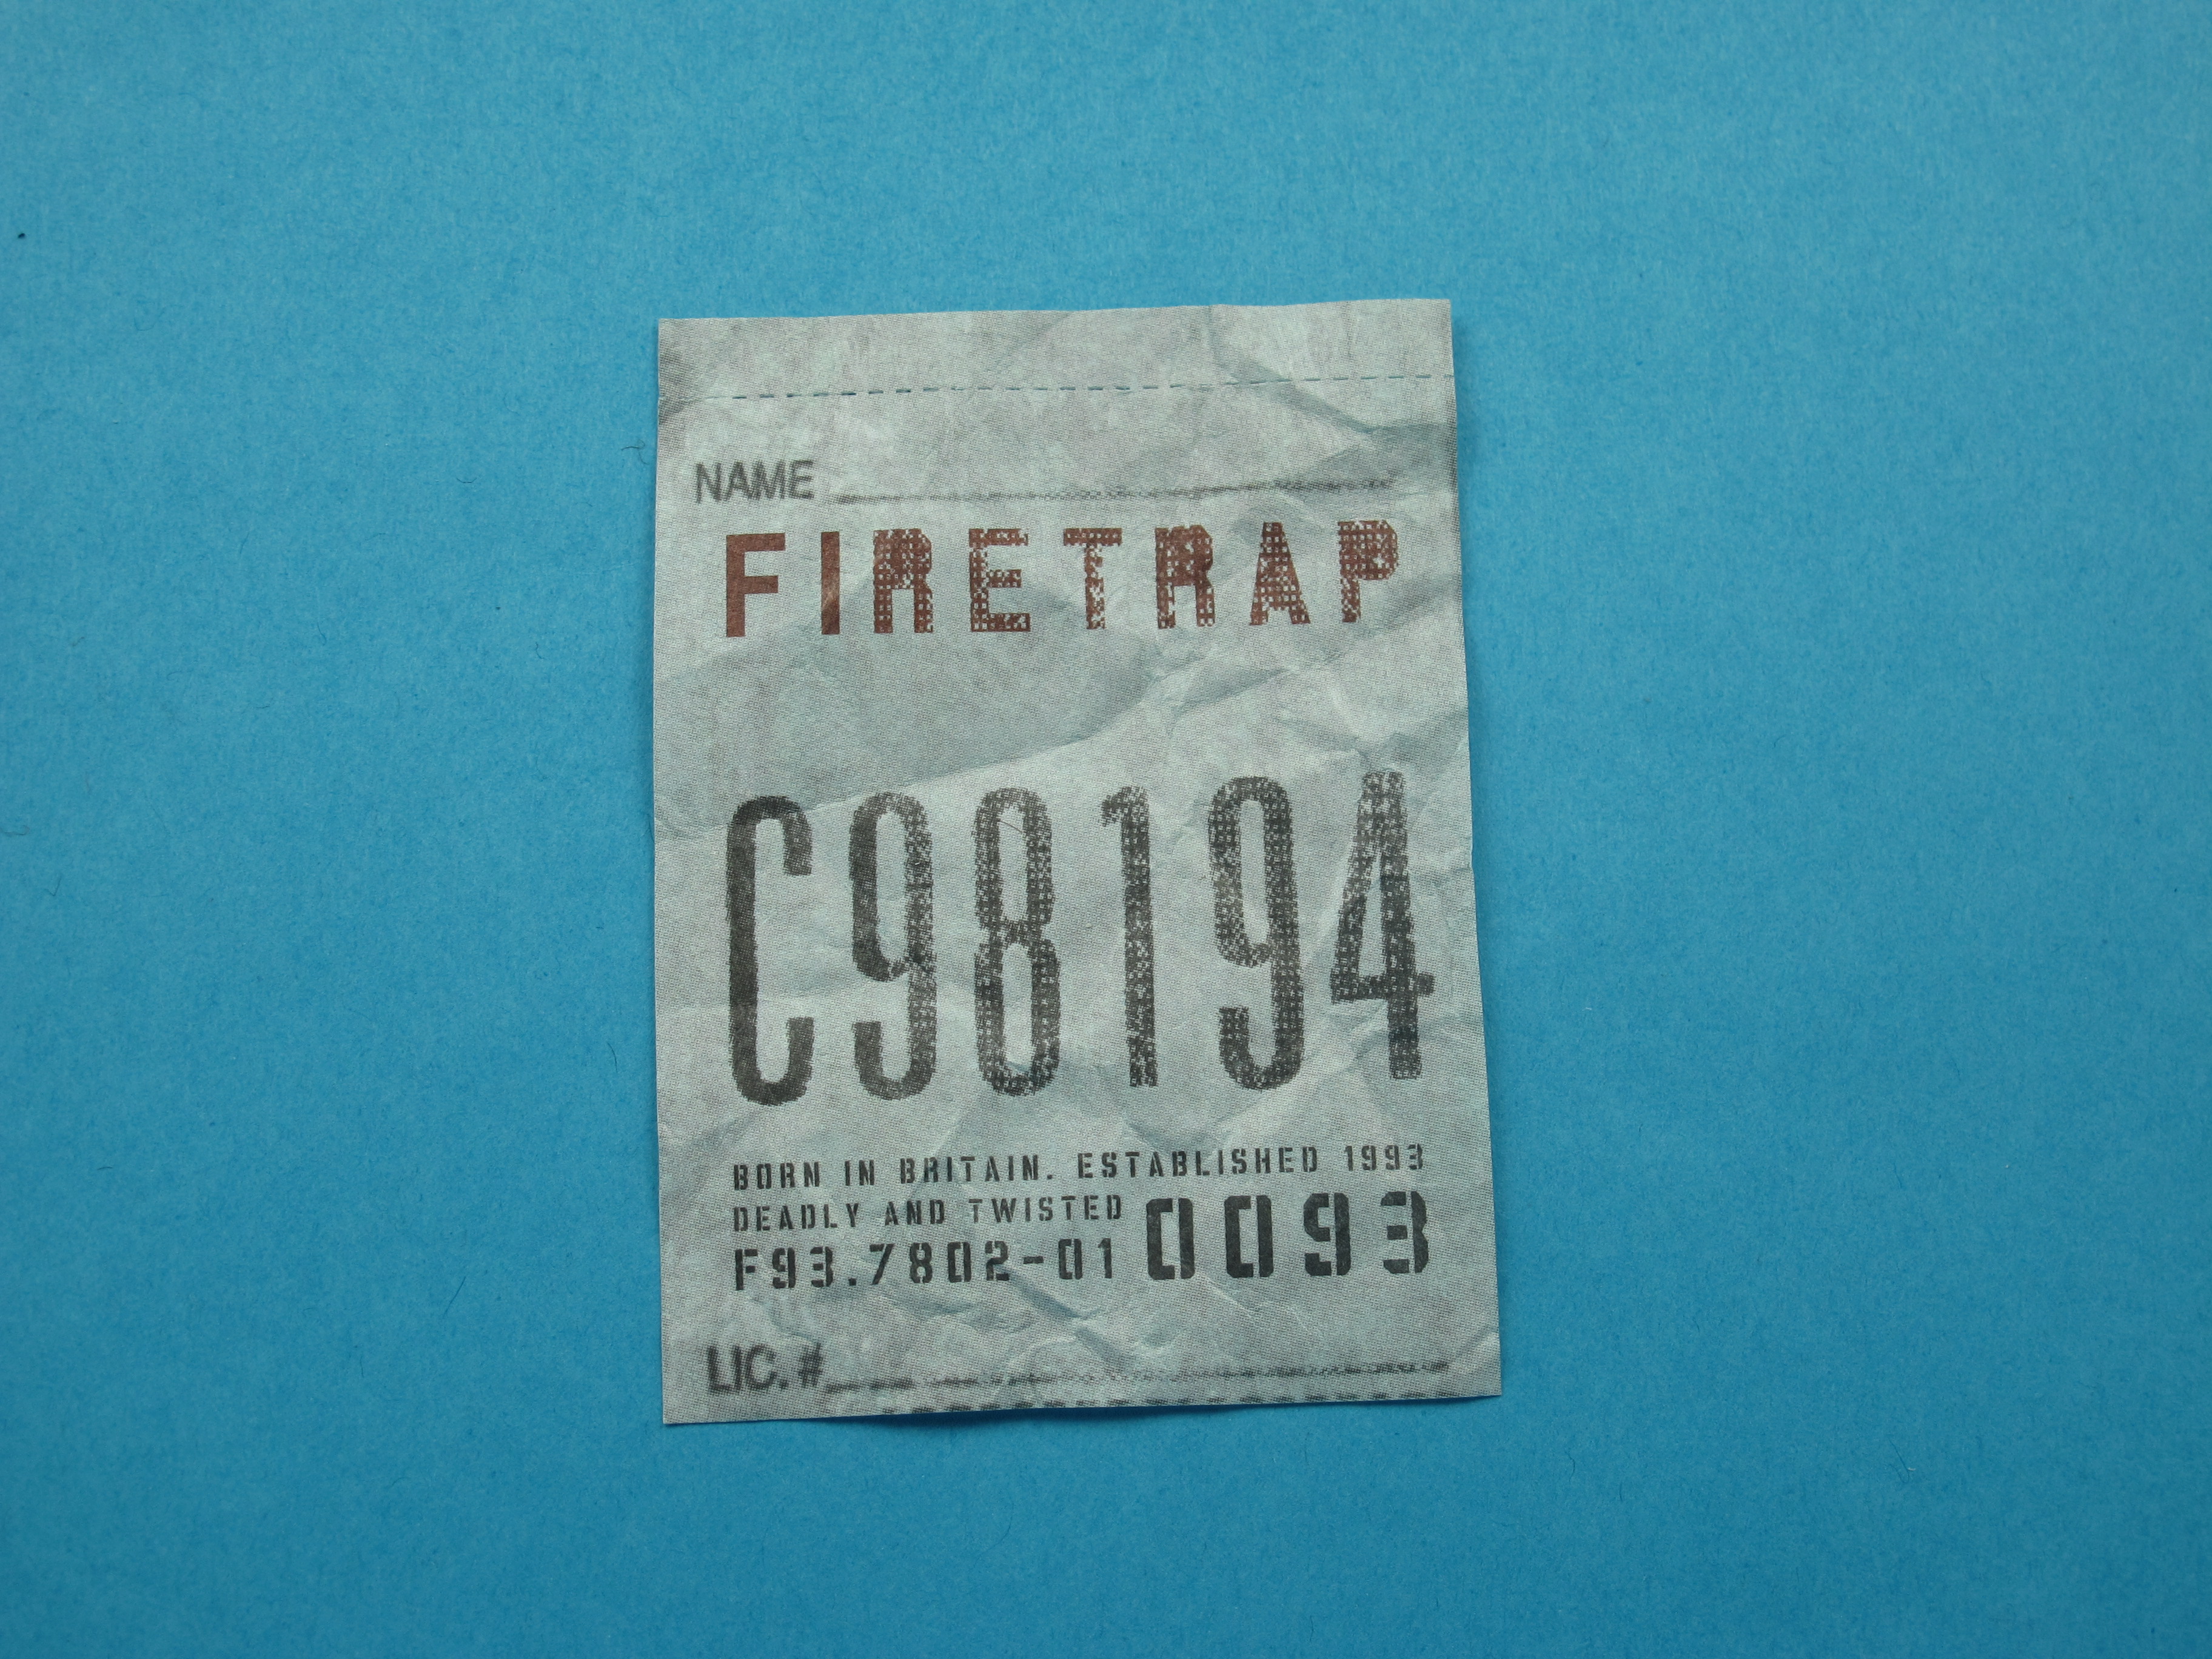 NAME
FIRETRAP
C98194
BORN IN BRITAIN. ESTABLISHED 1993
DEADLY AND TWISTED
F93.7802-01 0093
LIC. #